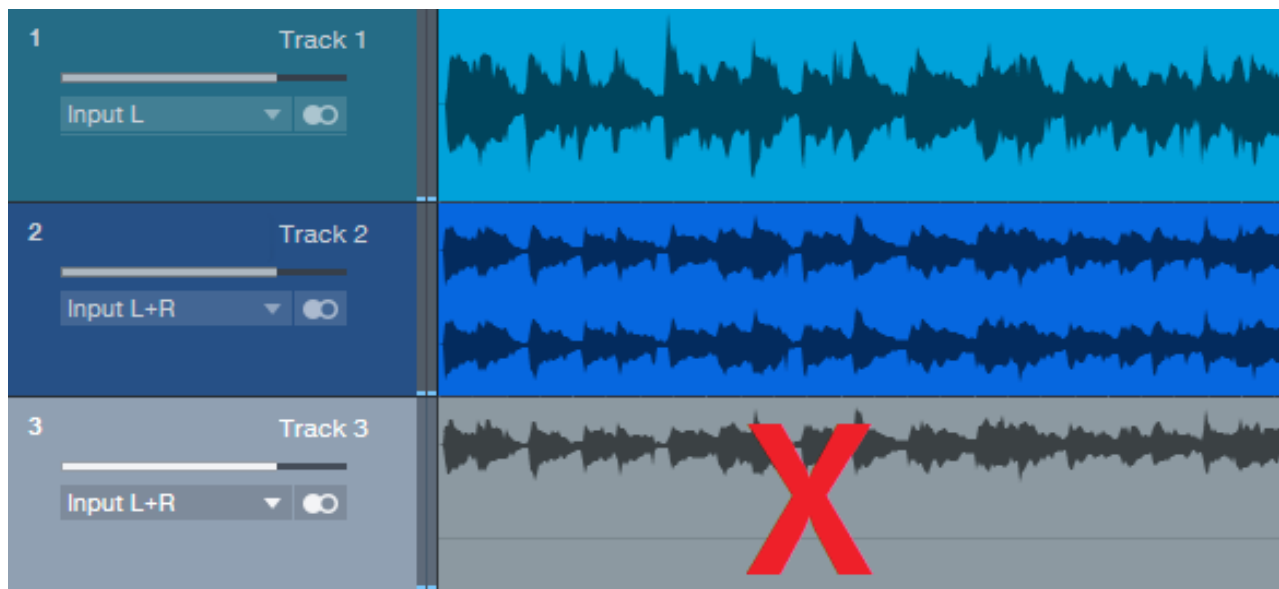 1 Track 1
Input L
2 Track 2
Input L+R
3 Track 3
X
Input L+R